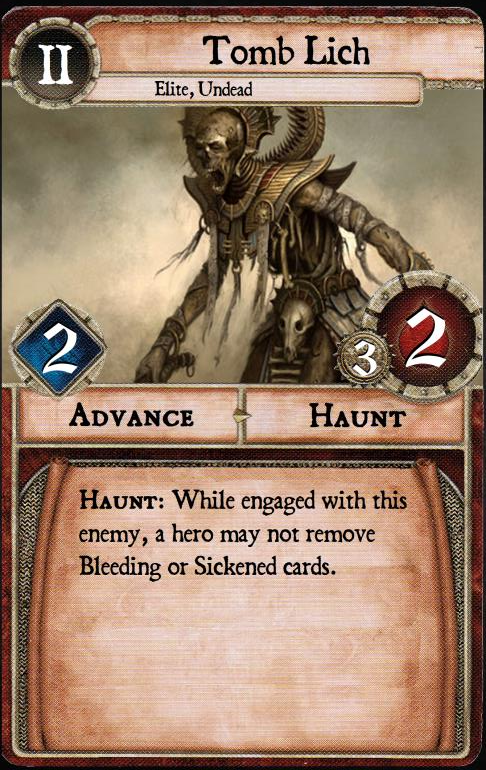 II
Tomb Lich
Elite, Undead
2
3
2
ADVANCE
HAUNT
HAUNT: While engaged with this
enemy, a hero may not remove
Bleeding or Sickened cards.